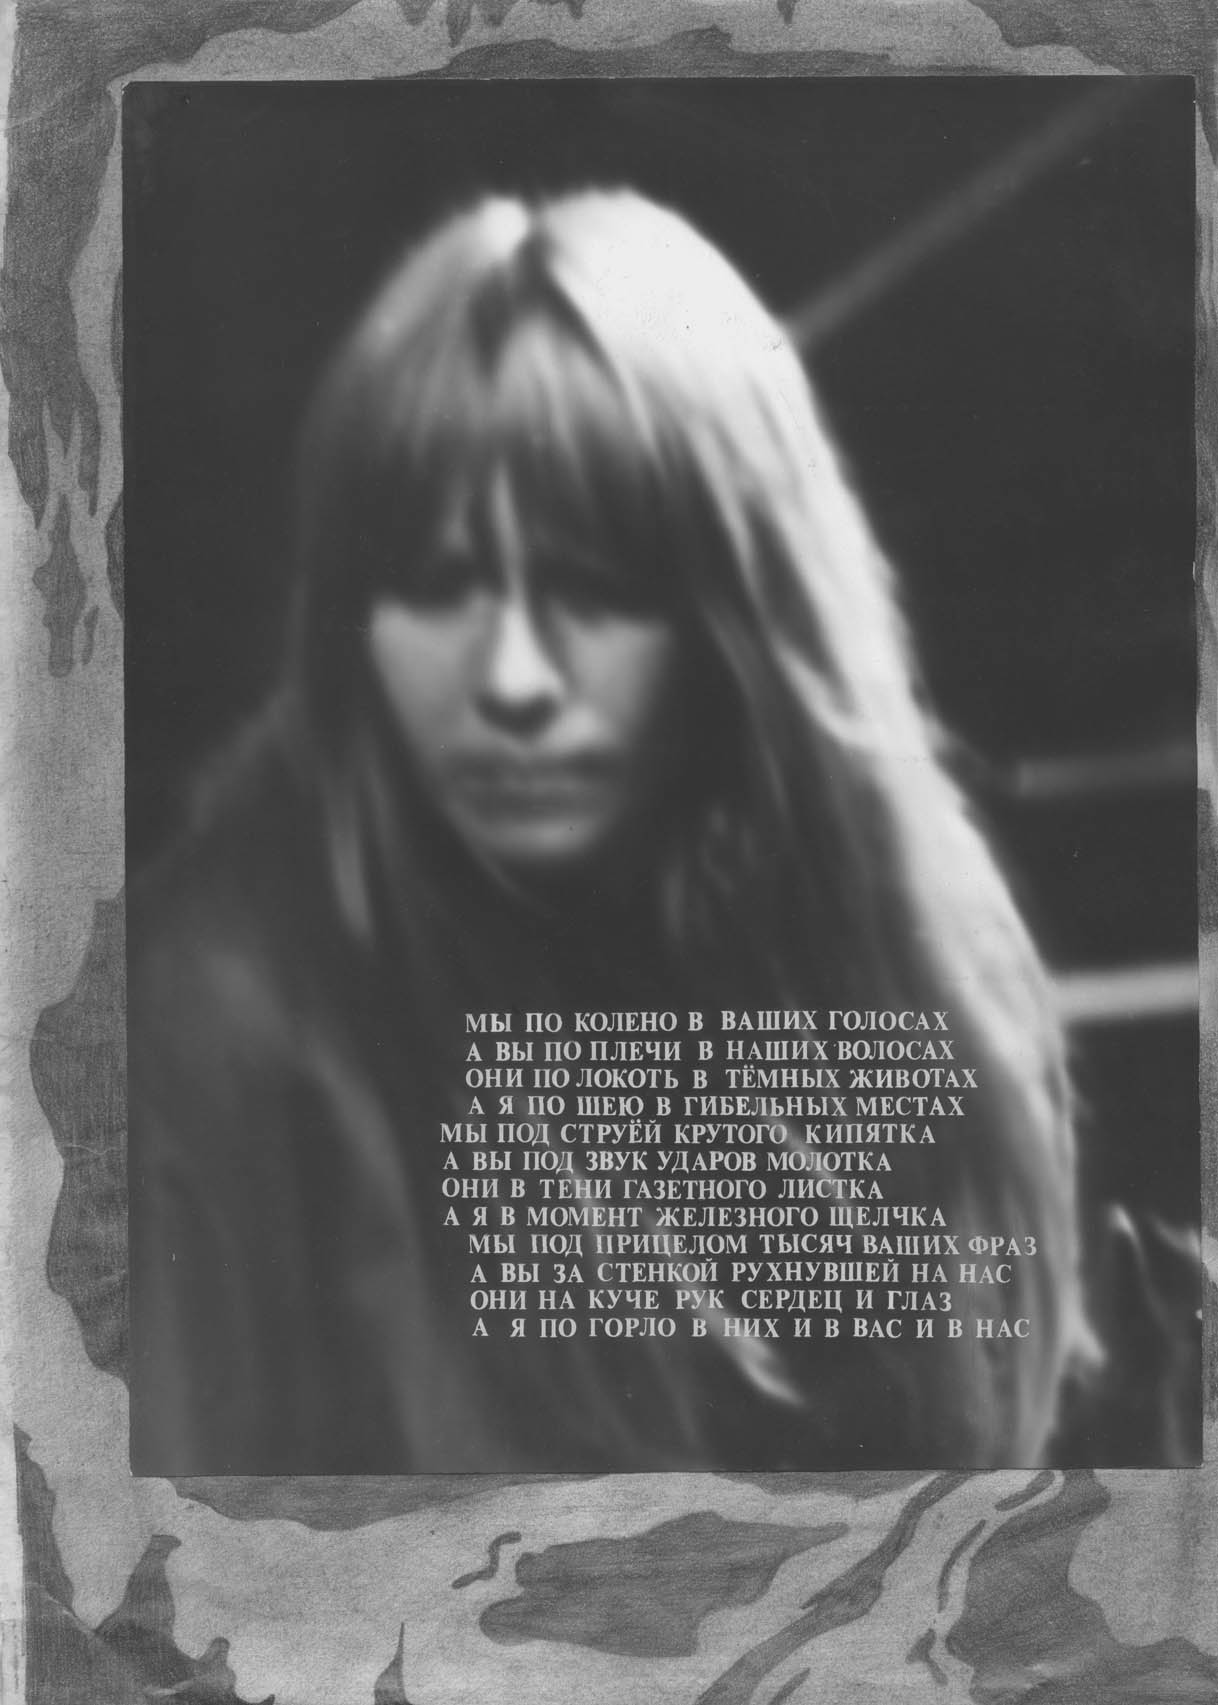 МЫ ПО КОЛЕНО В ВАШИХ ГОЛОСАХ
А ВЫ ПО ПЛЕЧИ В НАШИХ ВОЛОСАХ
ОНИ ПО ЛОКОТЬ В ТЁМНЫХ ЖИВОТАХ
А Я ПО ШЕЮ В ГИБЕЛЬНЫХ МЕСТАХ
МЫ ПОД СТРУЁЙ КРУТОГО КИПЯТКА
А ВЫ ПОД ЗВУК УДАРОВ МОЛОТКА
ОНИ В ТЕНИ ГАЗЕТНОГО ЛИСТКА
А Я В МОМЕНТ ЖЕЛЕЗНОГО ЩЕЛЧКА
МЫ ПОД ПРИЦЕЛОМ ТЫСЯЧ ВАШИХ ФРАЗ
А ВЫ ЗА СТЕНКОЙ РУХНУВШЕЙ НА НАС
ОНИ НА КУЧЕ РУК СЕРДЕЦ И ГЛАЗ
А Я ПО ГОРЛО В НИХ И В ВАС И В НАС